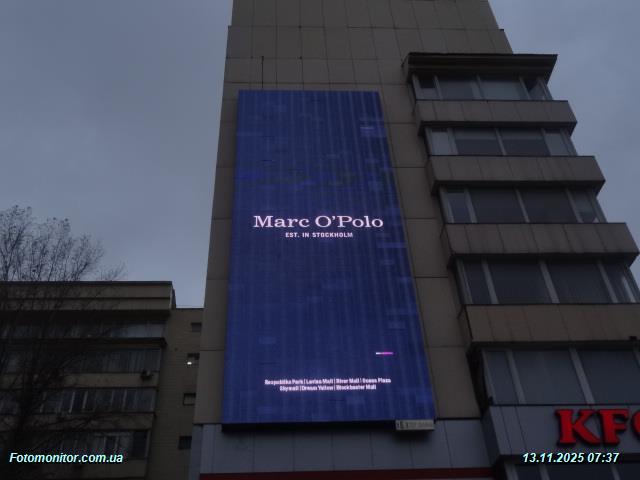 Marc O'Polo
EST. IN STOCKHOLM
Respublika Park | Lavina Mall | River Mall | Ocean Plaza
Skymall | Dream Yellow | Blockbuster Mall
KFC
Fotomonitor.com.ua
13.11.2025 07:37